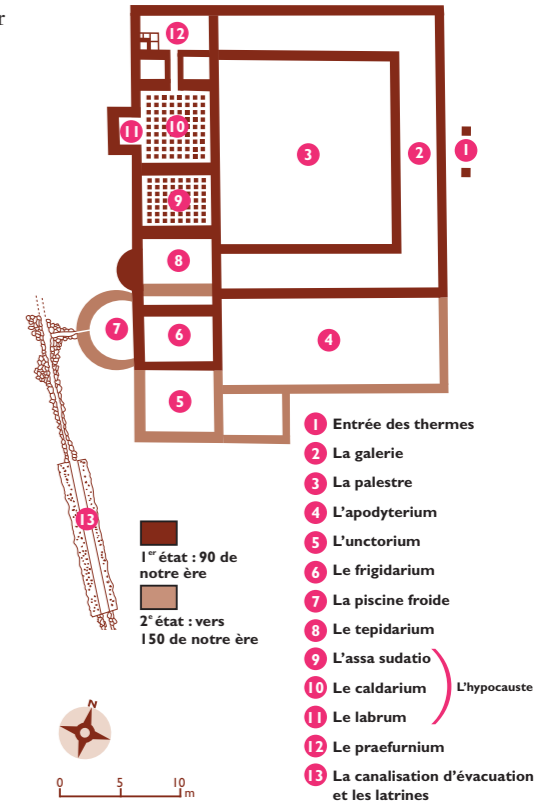 r
12
11
10
3
2
1
9
8
7
6
4
5
13
1 Entrée des thermes
2 La galerie
3 La palestre
4 L'apodyterium
5 L'unctorium
6 Le frigidarium
7 La piscine froide
8 Le tepidarium
9 L'assa sudatio
10 Le caldarium
L'hypocauste
11 Le labrum
12 Le praefurnium
13 La canalisation d'évacuation
et les latrines
1er état : 90 de
notre ère
2e état : vers
150 de notre ère
N
0 5 10
m